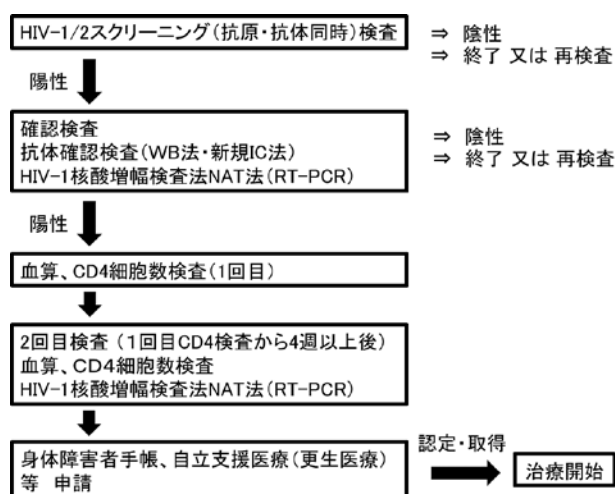 HIV-1/2スクリーニング(抗原・抗体同時)検査
⇒ 陰性
⇒ 終了 又は 再検査
陽性
確認検査
抗体確認検査(WB法・新規IC法)
HIV-1核酸増幅検査法NAT法(RT-PCR)
⇒ 陰性
⇒ 終了 又は 再検査
陽性
血算、CD4細胞数検査(1回目)
2回目検査 (1回目CD4検査から4週以上後)
血算、CD4細胞数検査
HIV-1核酸増幅検査法NAT法(RT-PCR)
身体障害者手帳、自立支援医療(更生医療)
等 申請
認定・取得
治療開始